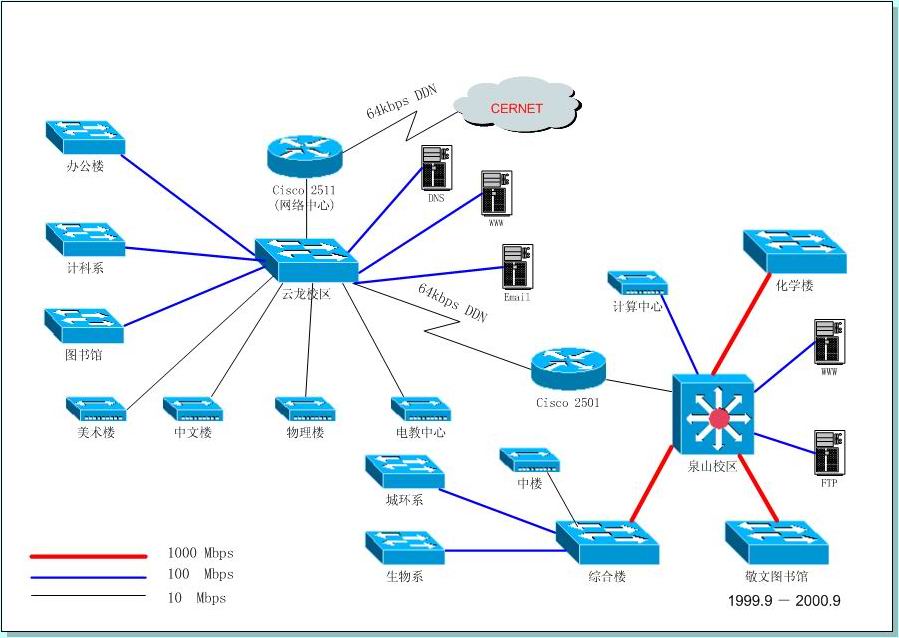 64kbps DDN
CERNET
办公楼
Cisco 2511
(网络中心)
DNS
WWW
计科系
云龙校区
Email
化学楼
64kbps DDN
计算中心
图书馆
WWW
Cisco 2501
美术楼
中文楼
物理楼
电教中心
泉山校区
中楼
FTP
城环系
1000 Mbps
100 Mbps
生物系
综合楼
敬文图书馆
10 Mbps
1999.9 － 2000.9